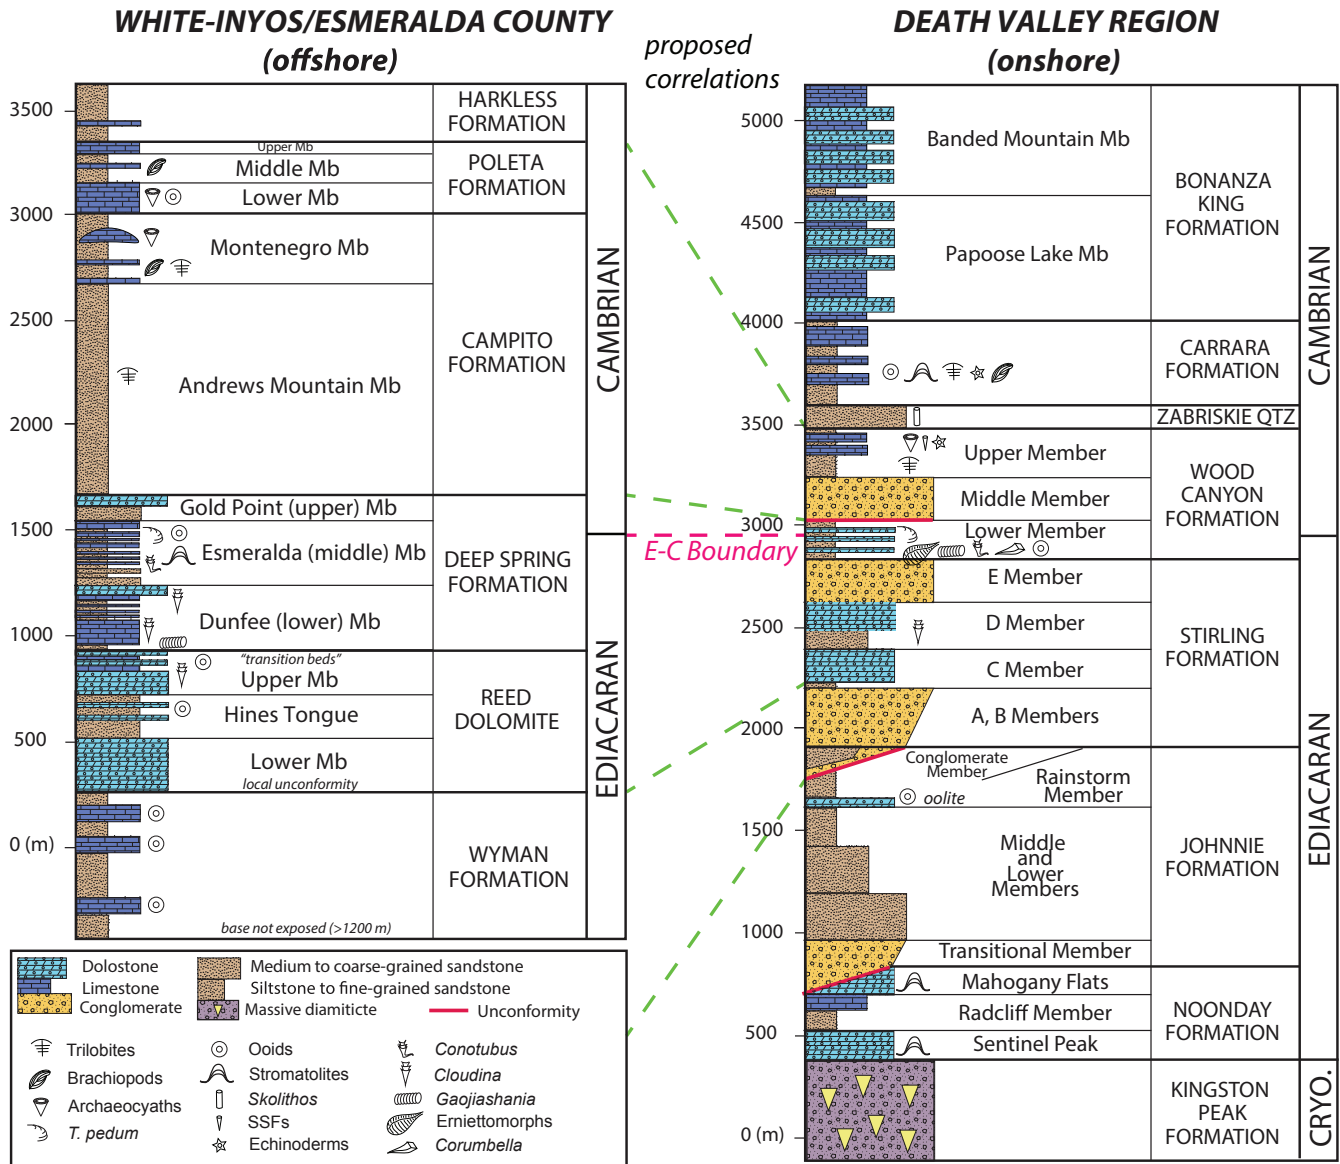 WHITE-INYOS/ESMERALDA COUNTY
(offshore)
proposed
correlations
DEATH VALLEY REGION
(onshore)
3500
3000
2500
2000
1500
1000
500
0 (m)
HARKLESS
FORMATION
Upper Mb
Middle Mb
Lower Mb
POLETA
FORMATION
Montenegro Mb
Andrews Mountain Mb
CAMPITO
FORMATION
CAMBRIAN
Gold Point (upper) Mb
Esmeralda (middle) Mb
Dunfee (lower) Mb
DEEP SPRING
FORMATION
"transition beds"
Upper Mb
Hines Tongue
Lower Mb
local unconformity
REED
DOLOMITE
EDIACARAN
WYMAN
FORMATION
base not exposed (>1200 m)
E-C Boundary
5000
4500
4000
3500
3000
2500
2000
1500
1000
500
0 (m)
Banded Mountain Mb
Papoose Lake Mb
BONANZA
KING
FORMATION
CARRARA
FORMATION
ZABRISKIE QTZ
Upper Member
Middle Member
Lower Member
WOOD
CANYON
FORMATION
CAMBRIAN
E Member
D Member
C Member
A, B Members
STIRLING
FORMATION
Conglomerate
Member
Rainstorm
Member
oolite
Middle
and
Lower
Members
Transitional Member
JOHNNIE
FORMATION
EDIACARAN
Mahogany Flats
Radcliff Member
Sentinel Peak
NOONDAY
FORMATION
KINGSTON
PEAK
FORMATION
CRYO.
Dolostone
Limestone
Conglomerate
Medium to coarse-grained sandstone
Siltstone to fine-grained sandstone
Massive diamiticte
Unconformity
Trilobites
Brachiopods
Archaeocyaths
T. pedum
Ooids
Stromatolites
Skolithos
SSFs
Echinoderms
Conotubus
Cloudina
Gaojiashania
Erniettomorphs
Corumbella